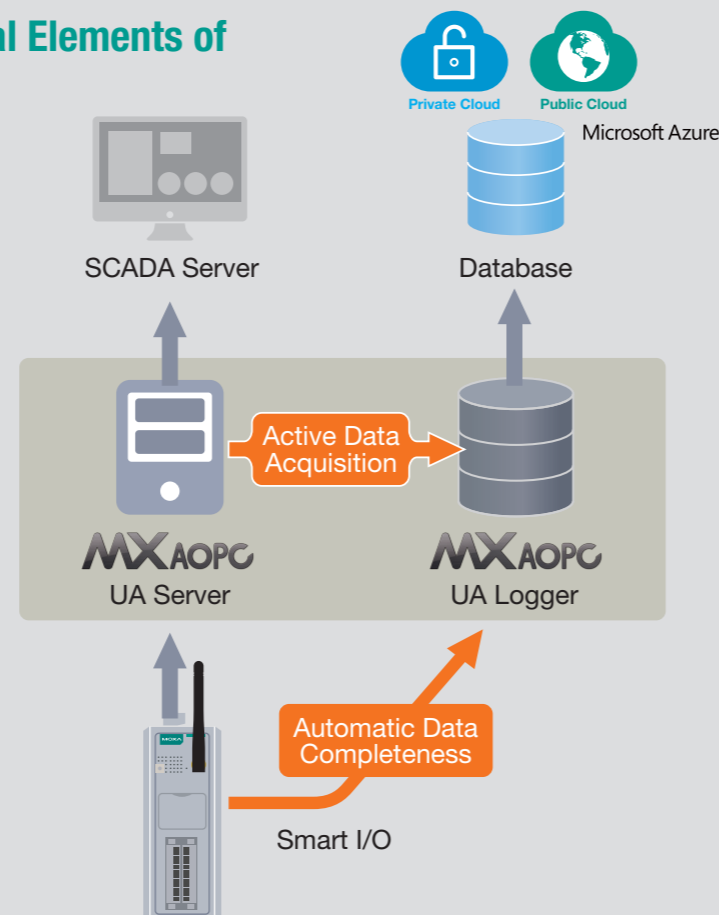 al Elements of
Private Cloud
Public Cloud
Microsoft Azure
SCADA Server
Database
Active Data
Acquisition
MXAOPC
UA Server
MXAOPC
UA Logger
MOXA
Automatic Data
Completeness
Smart I/O